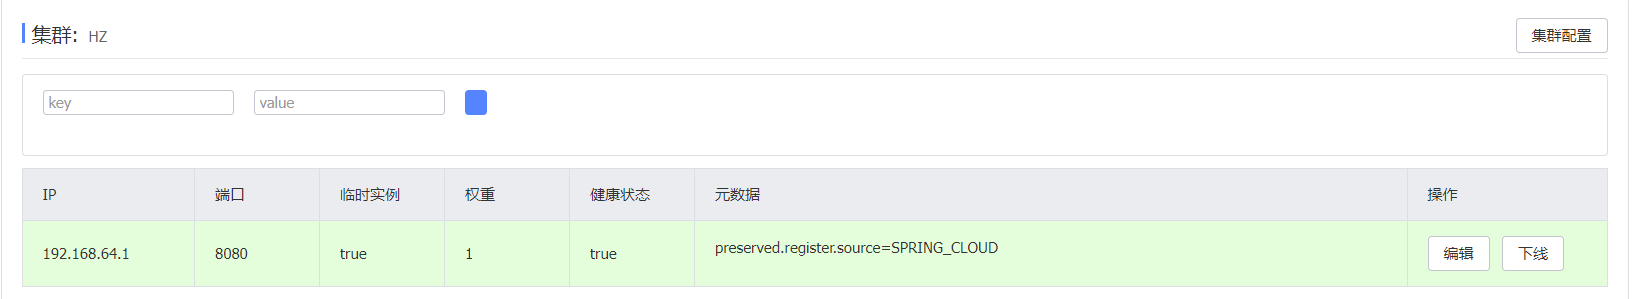 集群: HZ 集群配置
key value
IP 端口 临时实例 权重 健康状态 元数据 操作
192.168.64.1 8080 true 1 true preserved.register.source=SPRING_CLOUD 编辑 下线